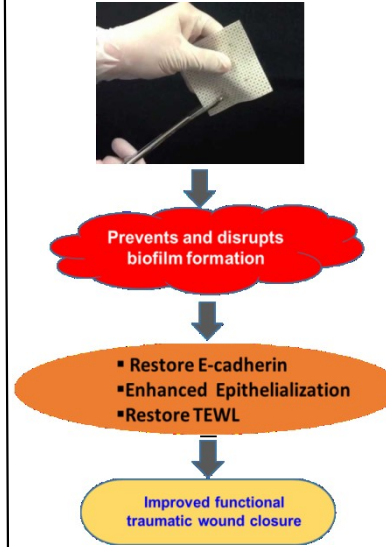 Prevents and disrupts
biofilm formation
▪ Restore E-cadherin
▪Enhanced Epithelialization
▪Restore TEWL
Improved functional
traumatic wound closure